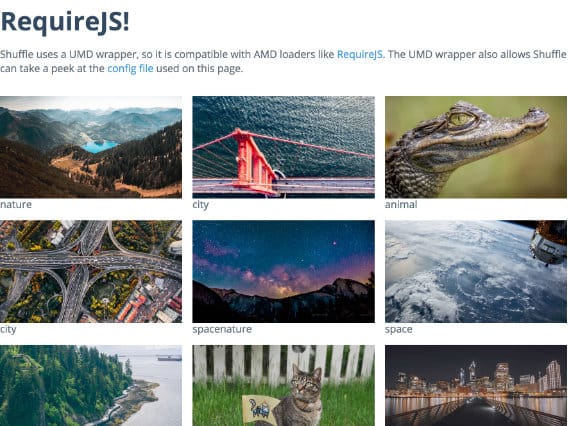 RequireJS!
Shuffle uses a UMD wrapper, so it is compatible with AMD loaders like RequireJS. The UMD wrapper also allows Shuffle
can take a peek at the config file used on this page.
nature
city
animal
city
spacenature
space